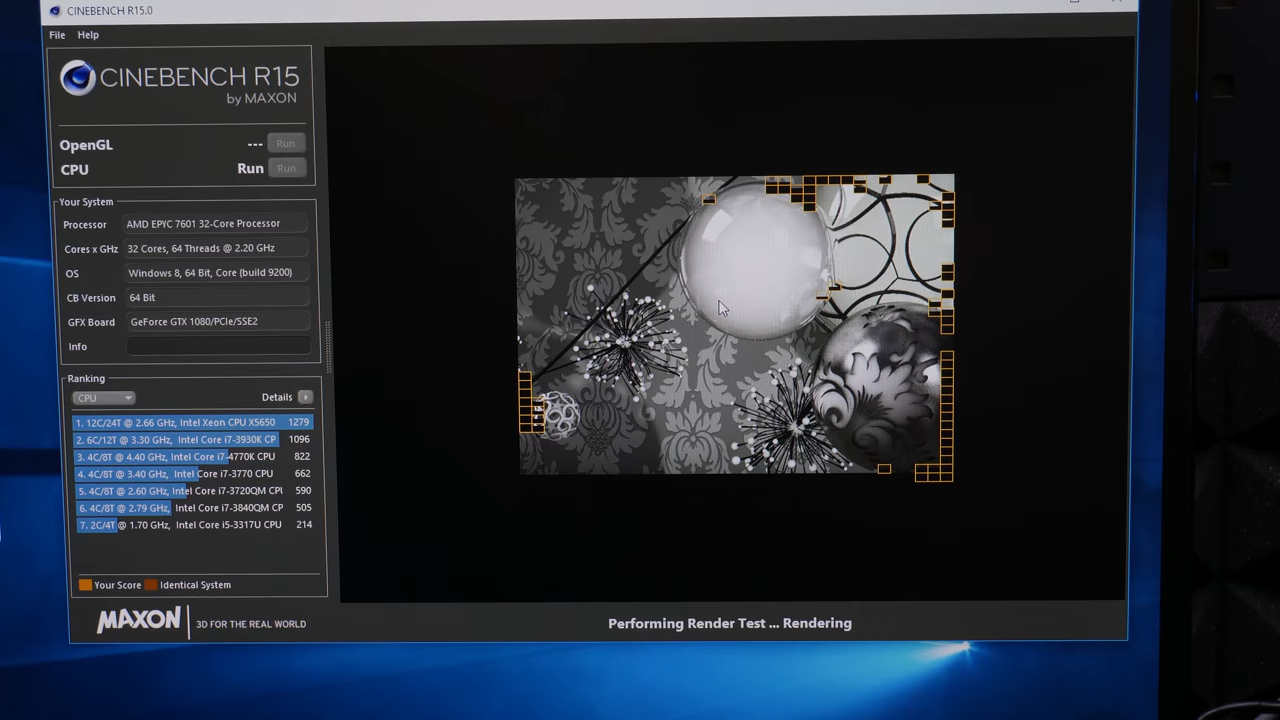 CINEBENCH R15.0
File Help
CINEBENCH R15
by MAXON
OpenGL --- Run
CPU Run Run
Your System
Processor AMD EPYC 7601 32-Core Processor
Cores x GHz 32 Cores, 64 Threads @ 2.20 GHz
OS Windows 8, 64 Bit, Core (build 9200)
CB Version 64 Bit
GFX Board GeForce GTX 1080/PCIe/SSE2
Info
Ranking
CPU Details
1. 12C/24T @ 2.66 GHz, Intel Xeon CPU X5650 1279
2. 6C/12T @ 3.30 GHz, Intel Core i7-3930K CP 1096
3. 4C/8T @ 4.40 GHz, Intel Core i7-4770K CPU 822
4. 4C/8T @ 3.40 GHz, Intel Core i7-3770 CPU 662
5. 4C/8T @ 2.60 GHz, Intel Core i7-3720QM CPU 590
6. 4C/8T @ 2.79 GHz, Intel Core i7-3840QM CP 505
7. 2C/4T @ 1.70 GHz, Intel Core i5-3317U CPU 214
Your Score Identical System
MAXON 3D FOR THE REAL WORLD
Performing Render Test ... Rendering